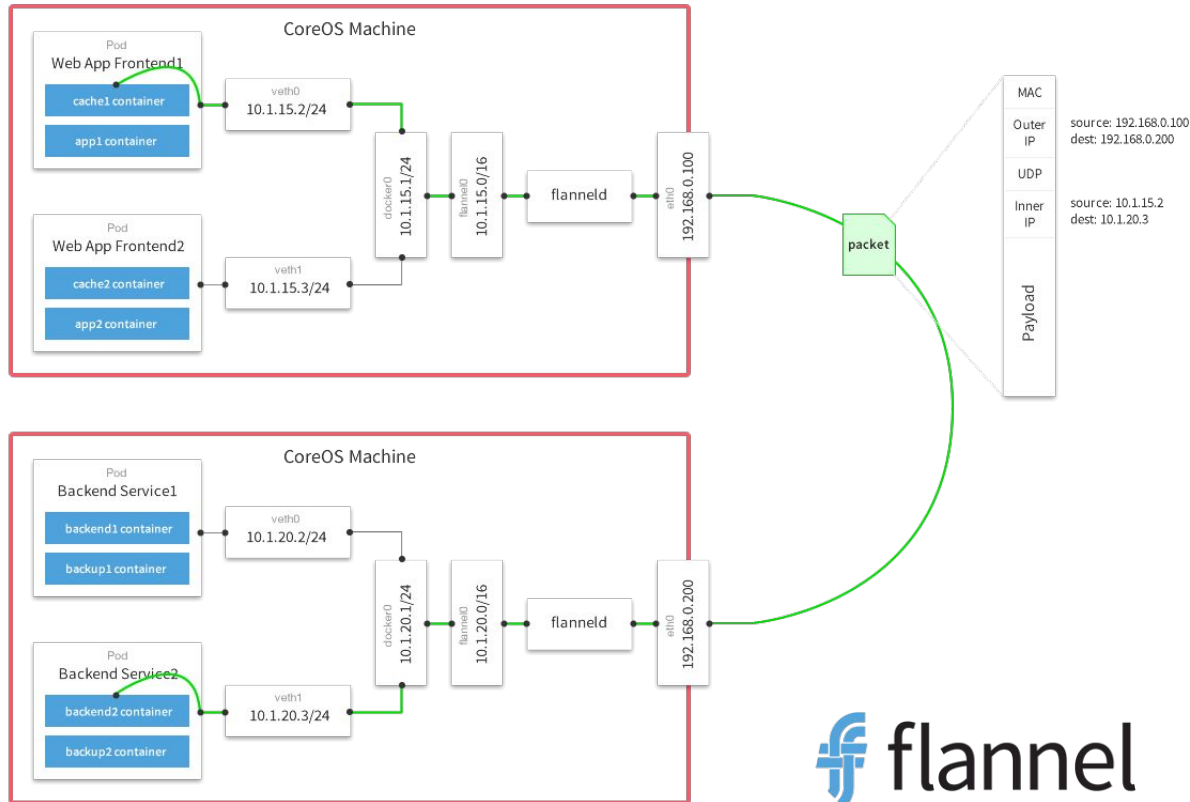 CoreOS Machine
Pod
Web App Frontend1
cache1 container
app1 container
veth0
10.1.15.2/24
Pod
Web App Frontend2
cache2 container
app2 container
veth1
10.1.15.3/24
docker0
10.1.15.1/24
flannel0
10.1.15.0/16
flanneld
eth0
192.168.0.100
packet
MAC
Outer
IP
source: 192.168.0.100
dest: 192.168.0.200
UDP
Inner
IP
source: 10.1.15.2
dest: 10.1.20.3
Payload
CoreOS Machine
Pod
Backend Service1
backend1 container
backup1 container
veth0
10.1.20.2/24
Pod
Backend Service2
backend2 container
backup2 container
veth1
10.1.20.3/24
docker0
10.1.20.1/24
flannel0
10.1.20.0/16
flanneld
eth0
192.168.0.200
flannel